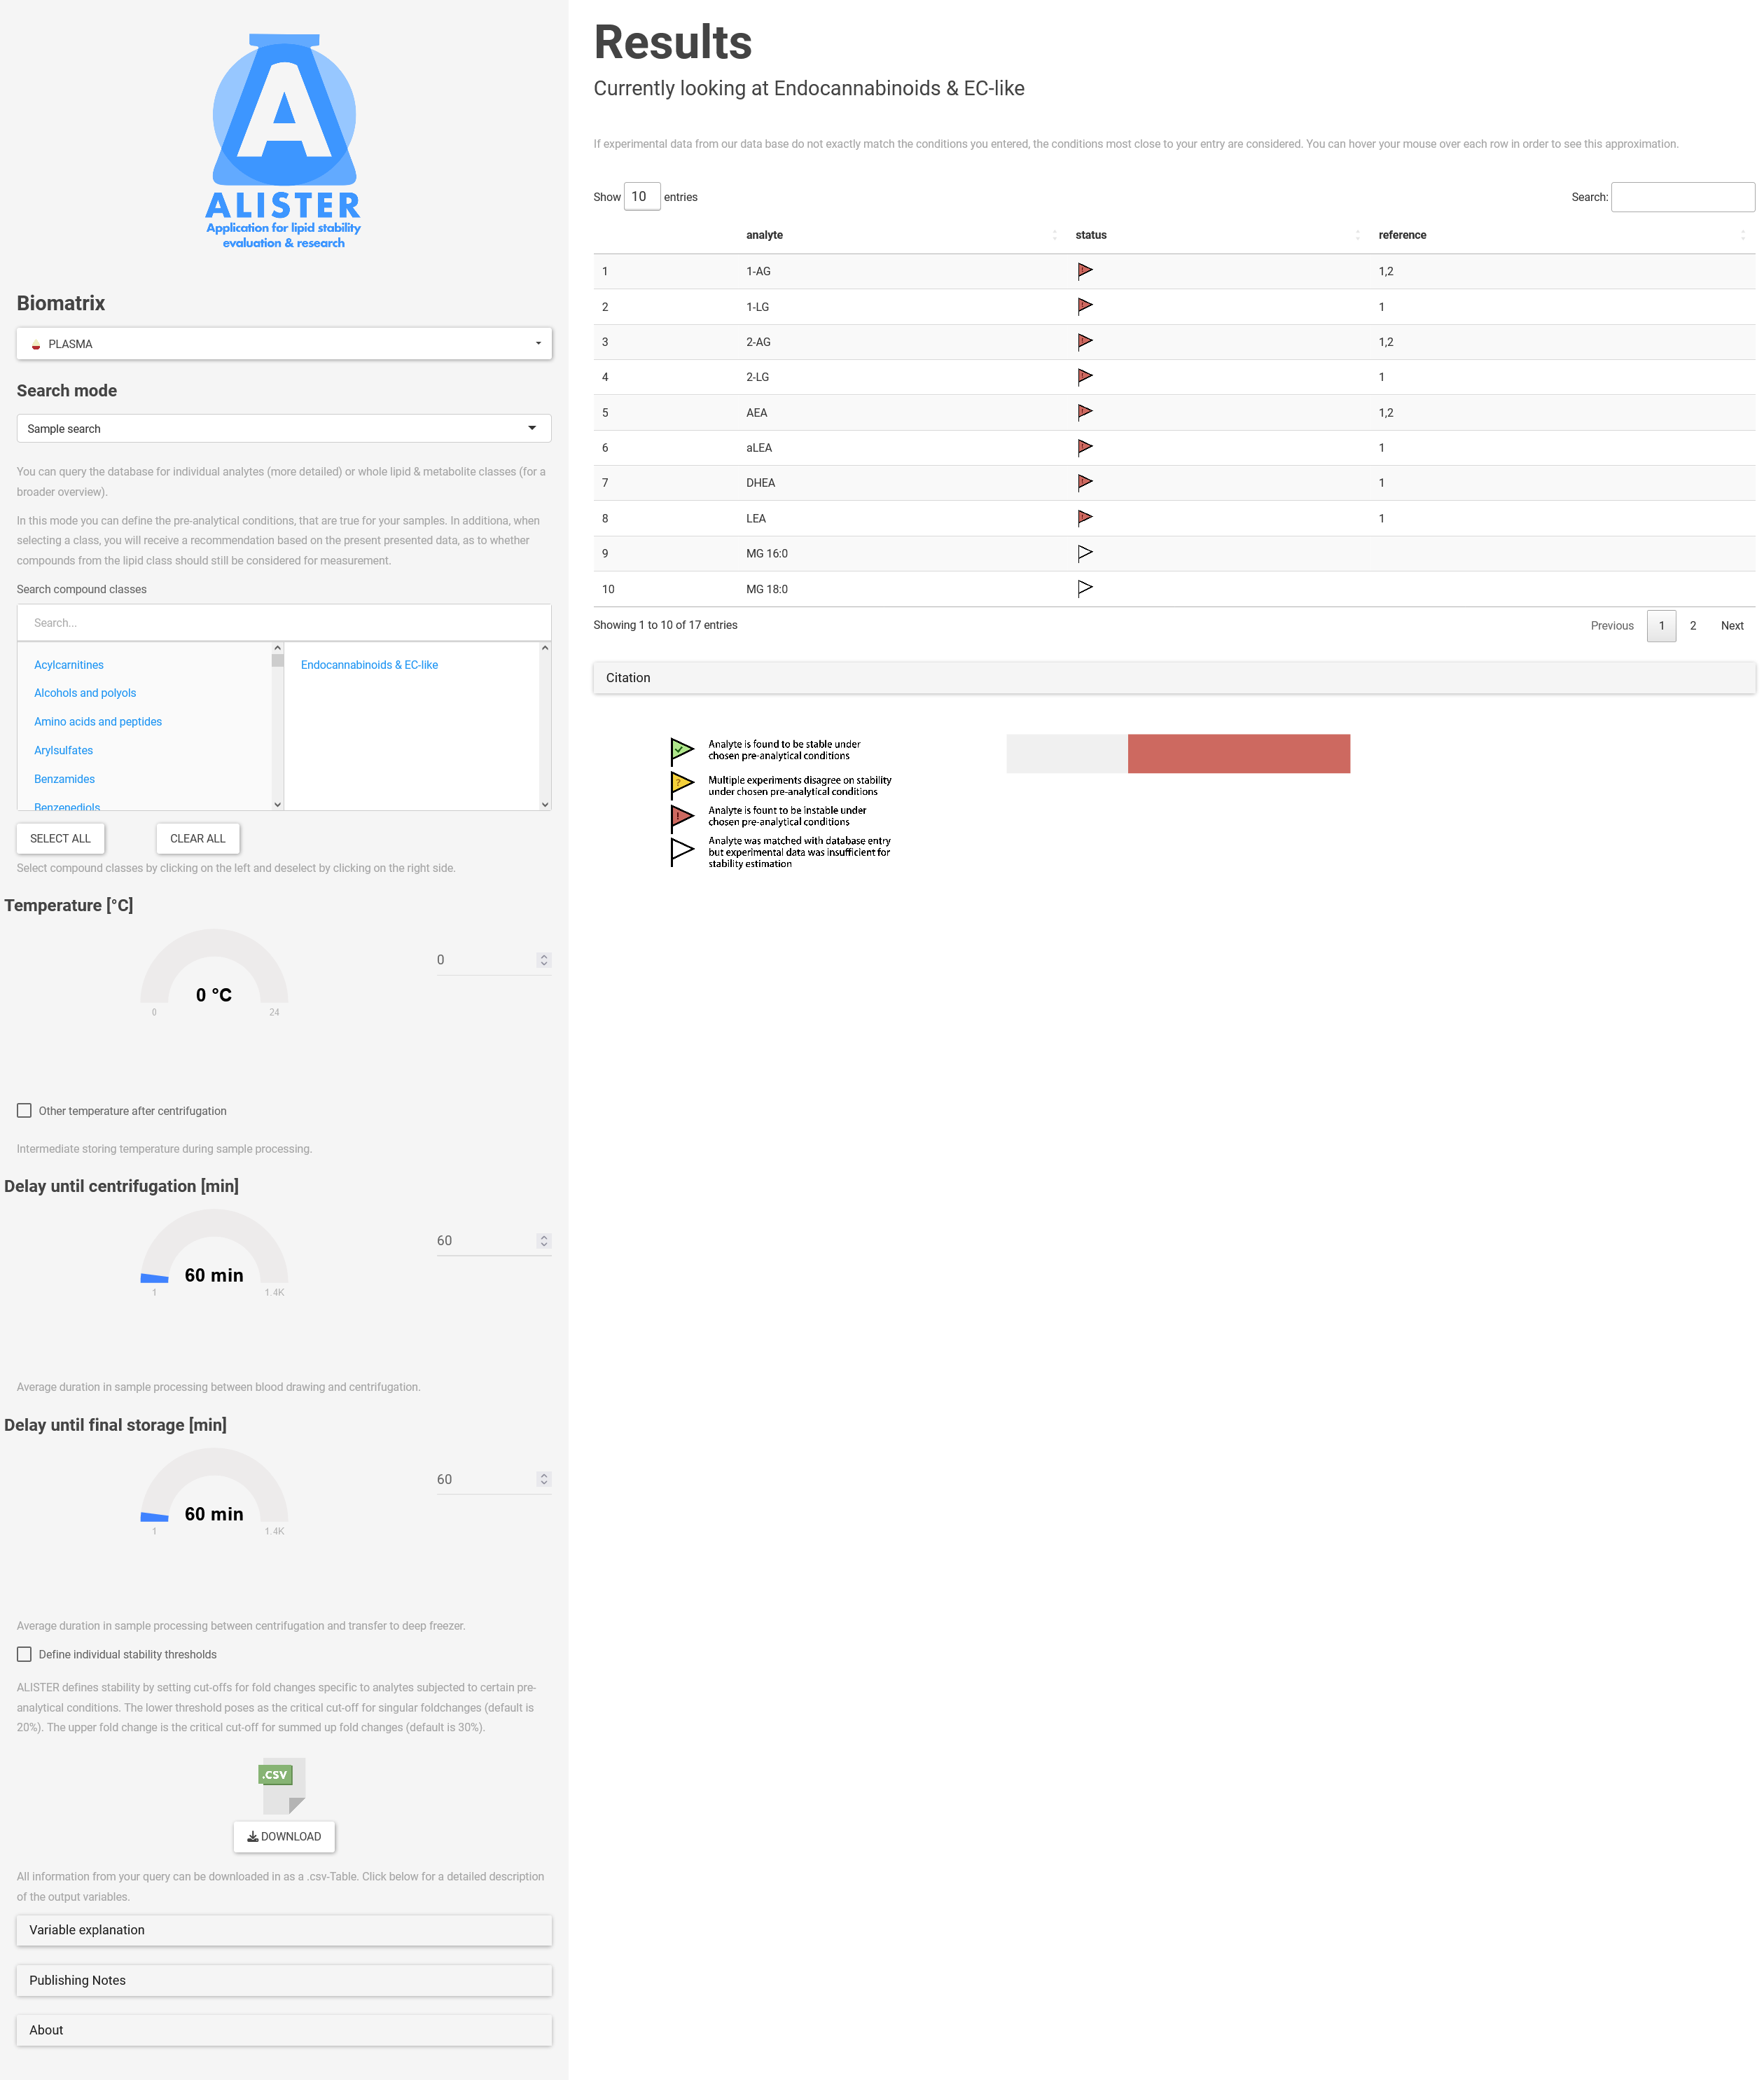 A
ALISTER
Application for lipid stability
evaluation & research
Biomatrix
PLASMA
Search mode
Sample search
You can query the database for individual analytes (more detailed) or whole lipid & metabolite classes (for a
broader overview).
In this mode you can define the pre-analytical conditions, that are true for your samples. In additiona, when
selecting a class, you will receive a recommendation based on the present presented data, as to whether
compounds from the lipid class should still be considered for measurement.
Search compound classes
Search...
Acylcarnitines
Alcohols and polyols
Amino acids and peptides
Arylsulfates
Benzamides
Benzenediols
Endocannabinoids & EC-like
SELECT ALL CLEAR ALL
Select compound classes by clicking on the left and deselect by clicking on the right side.
Temperature [°C]
0
0 °C
0 24
Other temperature after centrifugation
Intermediate storing temperature during sample processing.
Delay until centrifugation [min]
60
60 min
1 1.4K
Average duration in sample processing between blood drawing and centrifugation.
Delay until final storage [min]
60
60 min
1 1.4K
Average duration in sample processing between centrifugation and transfer to deep freezer.
Define individual stability thresholds
ALISTER defines stability by setting cut-offs for fold changes specific to analytes subjected to certain pre-
analytical conditions. The lower threshold poses as the critical cut-off for singular foldchanges (default is
20%). The upper fold change is the critical cut-off for summed up fold changes (default is 30%).
.CSV
DOWNLOAD
All information from your query can be downloaded in as a .csv-Table. Click below for a detailed description
of the output variables.
Variable explanation
Publishing Notes
About
Results
Currently looking at Endocannabinoids & EC-like
If experimental data from our data base do not exactly match the conditions you entered, the conditions most close to your entry are considered. You can hover your mouse over each row in order to see this approximation.
Show 10 entries Search:
analyte status reference
1 1-AG ! 1,2
2 1-LG ! 1
3 2-AG ! 1,2
4 2-LG ! 1
5 AEA ! 1,2
6 aLEA ! 1
7 DHEA ! 1
8 LEA ! 1
9 MG 16:0
10 MG 18:0
Showing 1 to 10 of 17 entries Previous 1 2 Next
Citation
Analyte is found to be stable under
chosen pre-analytical conditions
? Multiple experiments disagree on stability
under chosen pre-analytical conditions
! Analyte is fount to be instable under
chosen pre-analytical conditions
Analyte was matched with database entry
but experimental data was insufficient for
stability estimation